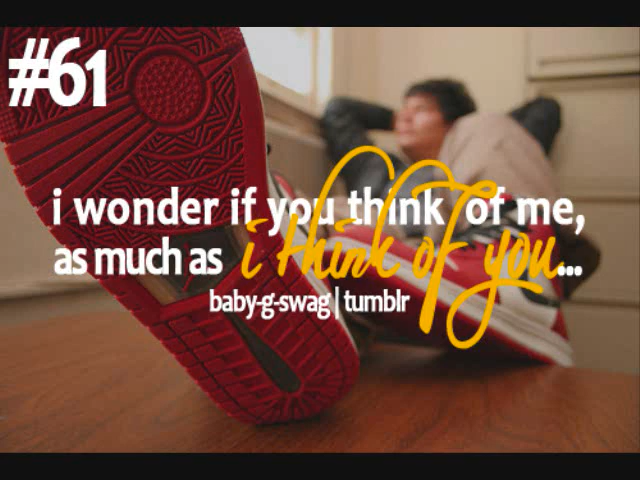 #61
i wonder if you think of me,
as much as i think of you...
baby-g-swag | tumblr